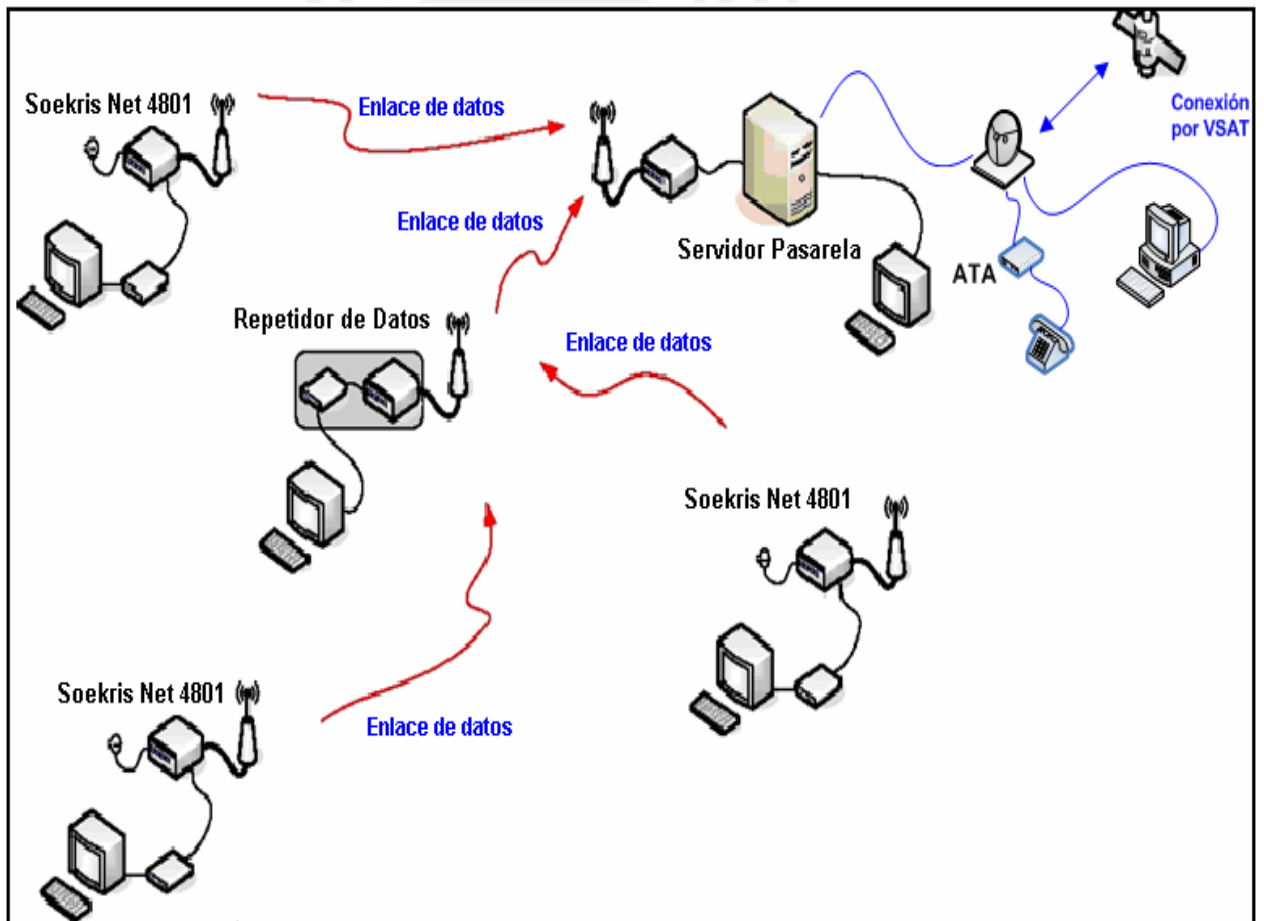 Soekris Net 4801
Enlace de datos
Conexión
por VSAT
Enlace de datos
Servidor Pasarela
ATA
Repetidor de Datos
Enlace de datos
Soekris Net 4801
Soekris Net 4801
Enlace de datos